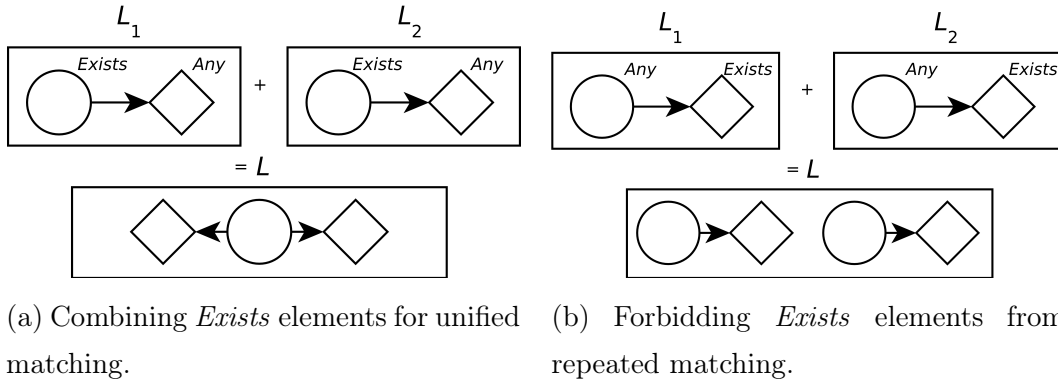 L1 L2
Exists Any + Exists Any
= L
(a) Combining Exists elements for unified
matching.
L1 L2
Any Exists + Any Exists
= L
(b) Forbidding Exists elements from
repeated matching.